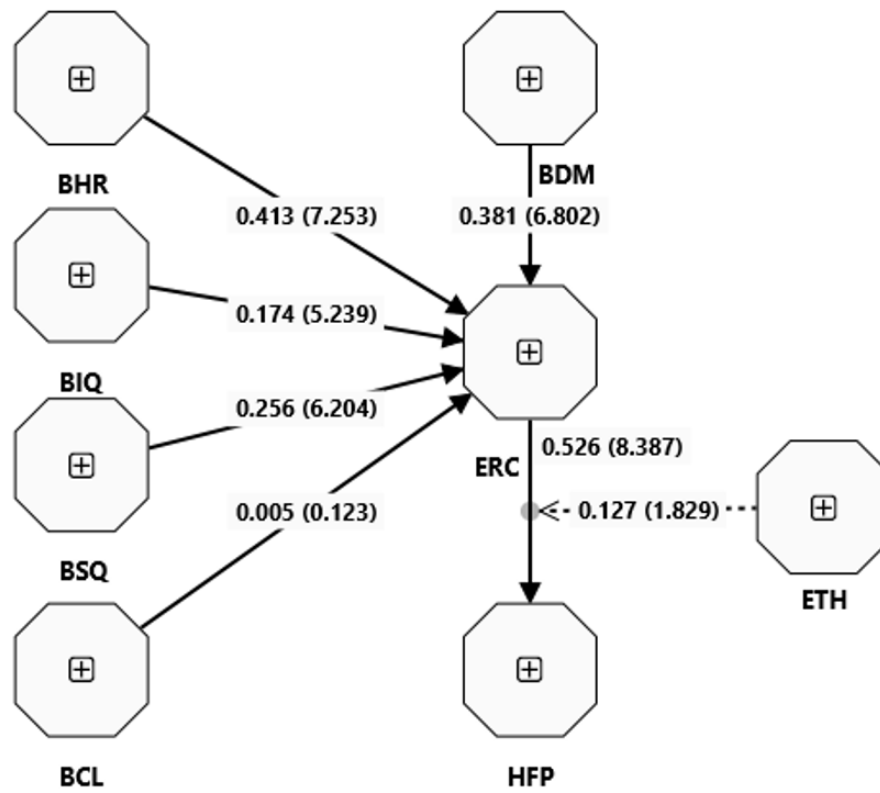 BHR
BDM
0.413 (7.253)
0.381 (6.802)
0.174 (5.239)
BIQ
0.256 (6.204)
ERC
0.526 (8.387)
0.005 (0.123)
0.127 (1.829)
BSQ
ETH
BCL
HFP